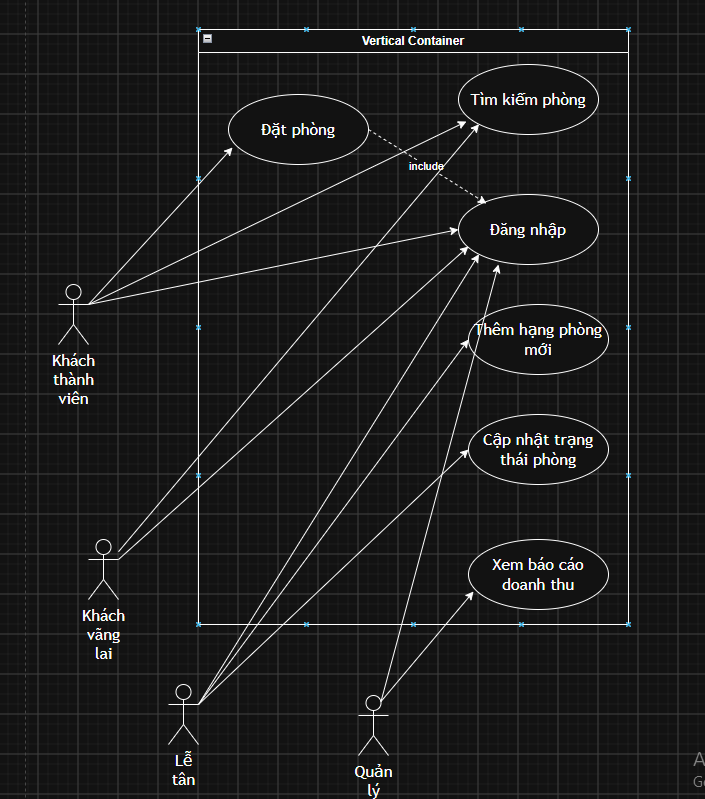 Vertical Container
Tìm kiếm phòng
Đặt phòng
include
Đăng nhập
Thêm hạng phòng
mới
Khách
thành
viên
Cập nhật trạng
thái phòng
Xem báo cáo
doanh thu
Khách
vãng
lai
Lễ
tân
Quản
lý